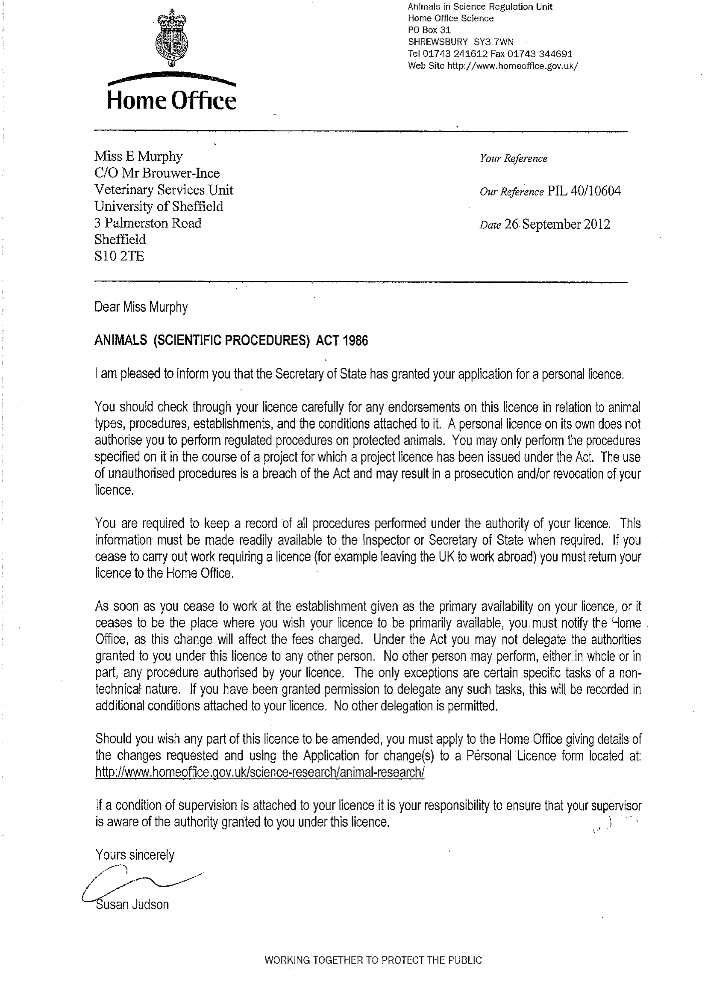 Animals in Science Regulation Unit
Home Office Science
PO Box 31
SHREWSBURY SY3 7WN
Tel 01743 241612 Fax 01743 344691
Web Site http://www.homeoffice.gov.uk/
Home Office
Miss E Murphy
C/O Mr Brouwer-Ince
Veterinary Services Unit
University of Sheffield
3 Palmerston Road
Sheffield
S10 2TE
Your Reference
Our Reference PIL 40/10604
Date 26 September 2012
Dear Miss Murphy
ANIMALS (SCIENTIFIC PROCEDURES) ACT 1986
I am pleased to inform you that the Secretary of State has granted your application for a personal licence.
You should check through your licence carefully for any endorsements on this licence in relation to animal
types, procedures, establishments, and the conditions attached to it. A personal licence on its own does not
authorise you to perform regulated procedures on protected animals. You may only perform the procedures
specified on it in the course of a project for which a project licence has been issued under the Act. The use
of unauthorised procedures is a breach of the Act and may result in a prosecution and/or revocation of your
licence.
You are required to keep a record of all procedures performed under the authority of your licence. This
information must be made readily available to the Inspector or Secretary of State when required. If you
cease to carry out work requiring a licence (for example leaving the UK to work abroad) you must return your
licence to the Home Office.
As soon as you cease to work at the establishment given as the primary availability on your licence, or it
ceases to be the place where you wish your licence to be primarily available, you must notify the Home
Office, as this change will affect the fees charged. Under the Act you may not delegate the authorities
granted to you under this licence to any other person. No other person may perform, either in whole or in
part, any procedure authorised by your licence. The only exceptions are certain specific tasks of a non-
technical nature. If you have been granted permission to delegate any such tasks, this will be recorded in
additional conditions attached to your licence. No other delegation is permitted.
Should you wish any part of this licence to be amended, you must apply to the Home Office giving details of
the changes requested and using the Application for change(s) to a Personal Licence form located at:
http://www.homeoffice.gov.uk/science-research/animal-research/
If a condition of supervision is attached to your licence it is your responsibility to ensure that your supervisor
is aware of the authority granted to you under this licence.
Yours sincerely
Susan Judson
WORKING TOGETHER TO PROTECT THE PUBLIC